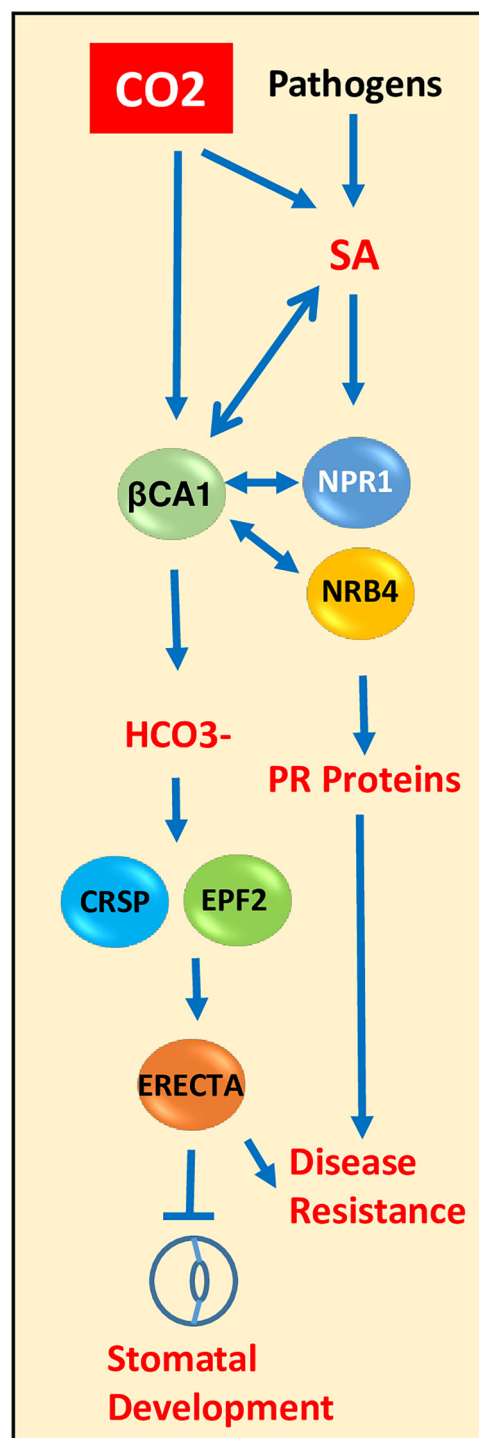 CO2
Pathogens
SA
βCA1
NPR1
NRB4
HCO3-
PR Proteins
CRSP
EPF2
ERECTA
Disease
Resistance
Stomatal
Development